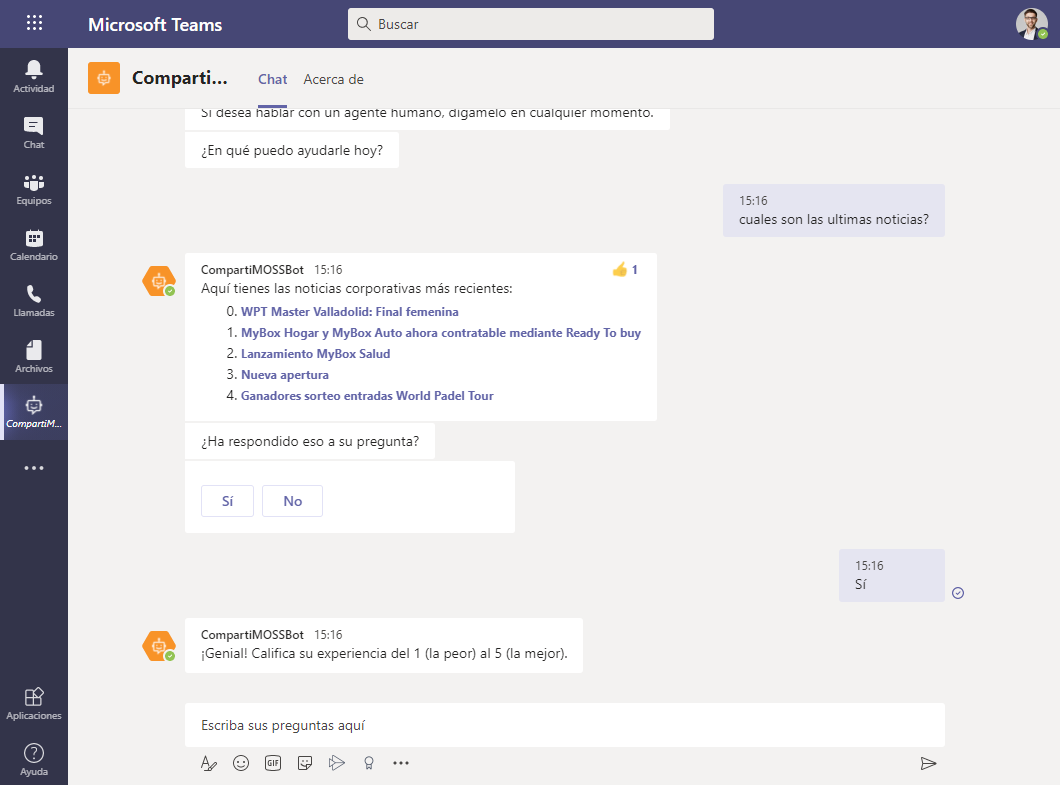 Microsoft Teams
Buscar
Actividad
Chat
Equipos
Calendario
Llamadas
Archivos
CompartiM...
Aplicaciones
Ayuda
Comparti...
Chat
Acerca de
Si desea hablar con un agente humano, dígamelo en cualquier momento.
¿En qué puedo ayudarle hoy?
15:16
cuales son las ultimas noticias?
CompartiMOSSBot 15:16
1
Aquí tienes las noticias corporativas más recientes:
0. WPT Master Valladolid: Final femenina
1. MyBox Hogar y MyBox Auto ahora contratable mediante Ready To buy
2. Lanzamiento MyBox Salud
3. Nueva apertura
4. Ganadores sorteo entradas World Padel Tour
¿Ha respondido eso a su pregunta?
Sí
No
15:16
Sí
CompartiMOSSBot 15:16
¡Genial! Califica su experiencia del 1 (la peor) al 5 (la mejor).
Escriba sus preguntas aquí
GIF